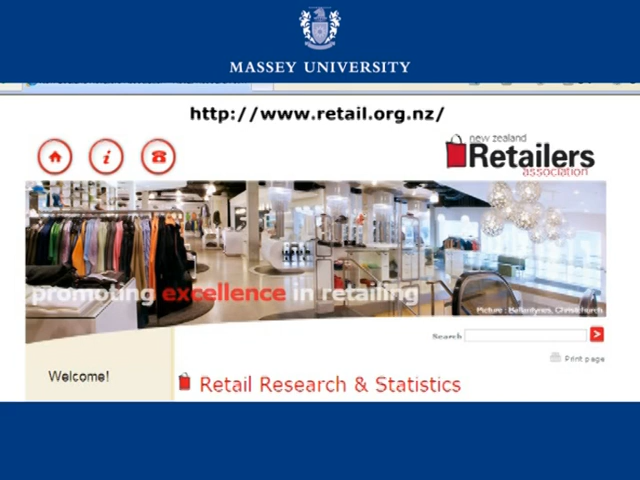 MASSEY UNIVERSITY
http://www.retail.org.nz/
i
new zealand
Retailers
association
promoting excellence in retailing
Picture : Ballantynes, Christchurch
Search
Print page
Welcome!
Retail Research & Statistics